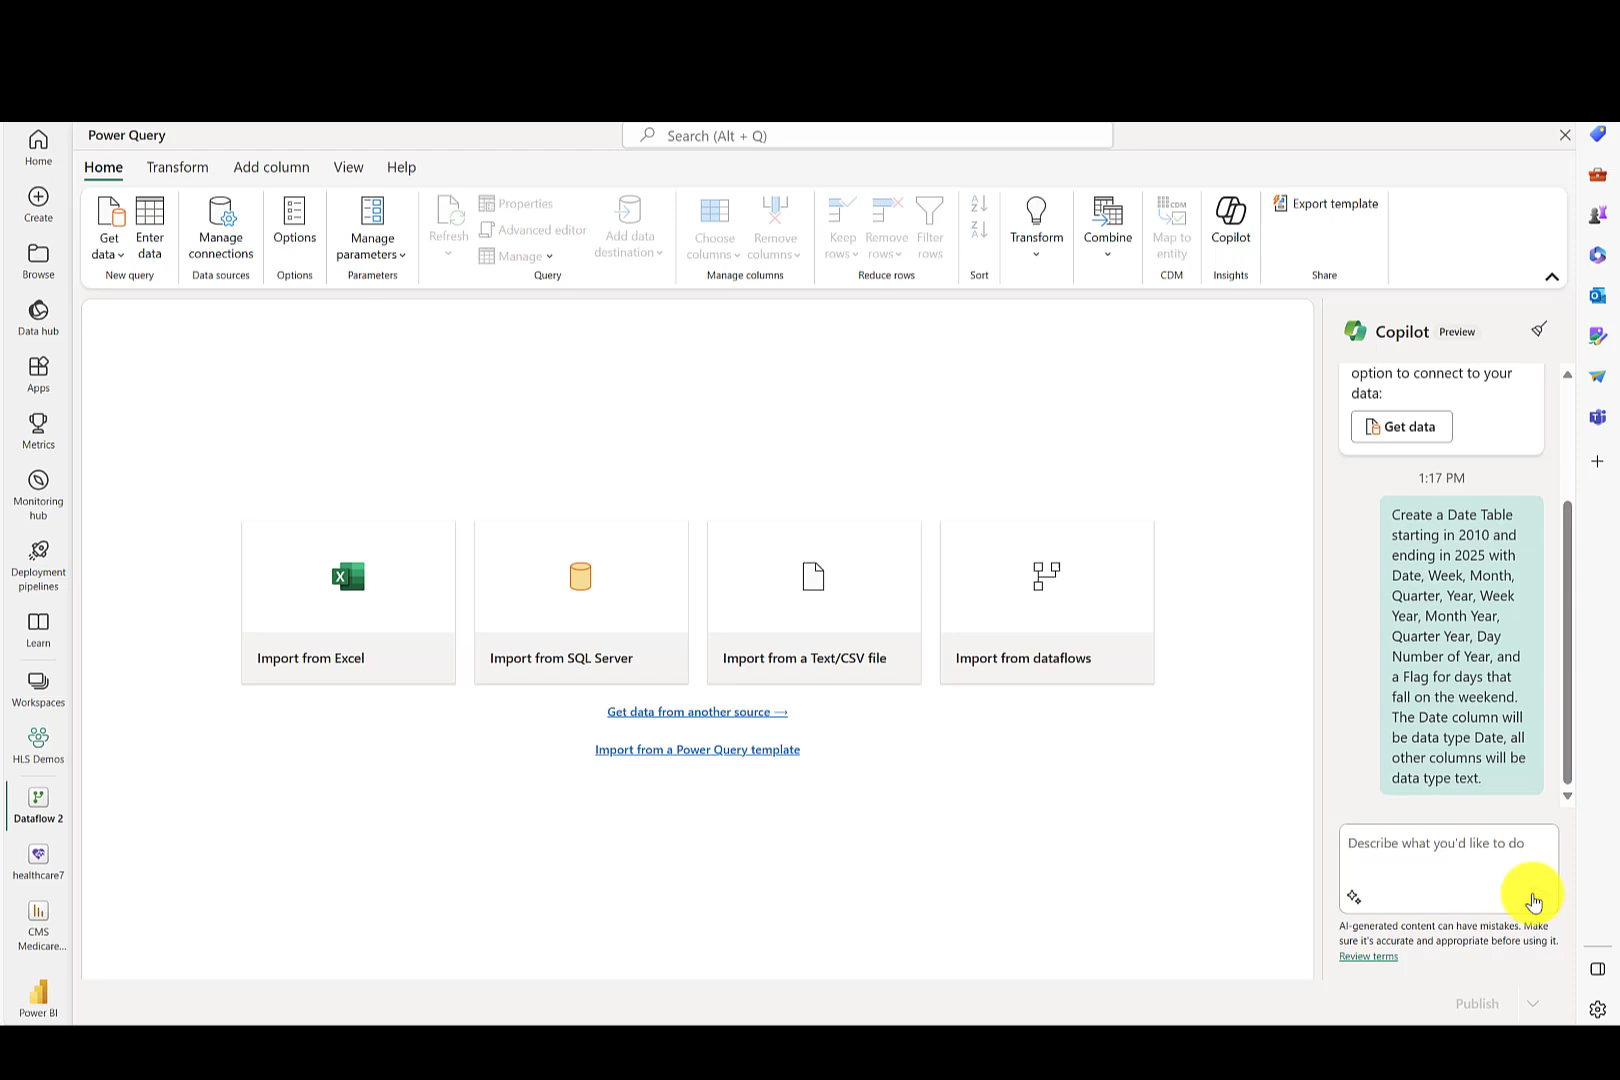 Power Query
Search (Alt + Q)
Home
Transform
Add column
View
Help
Get data
Enter data
New query
Manage connections
Data sources
Options
Options
Manage parameters
Parameters
Refresh
Properties
Advanced editor
Manage
Add data destination
Query
Choose columns
Remove columns
Manage columns
Keep rows
Remove rows
Filter rows
Reduce rows
A
Z
Z
A
Sort
Transform
Combine
CDM
Map to entity
CDM
Copilot
Insights
Export template
Share
Home
Create
Browse
Data hub
Apps
Metrics
Monitoring
hub
Deployment
pipelines
Learn
Workspaces
HLS Demos
Dataflow 2
healthcare7
CMS
Medicare...
Power BI
Import from Excel
Import from SQL Server
Import from a Text/CSV file
Import from dataflows
Get data from another source →
Import from a Power Query template
Copilot Preview
option to connect to your
data:
Get data
1:17 PM
Create a Date Table
starting in 2010 and
ending in 2025 with
Date, Week, Month,
Quarter, Year, Week
Year, Month Year,
Quarter Year, Day
Number of Year, and
a Flag for days that
fall on the weekend.
The Date column will
be data type Date, all
other columns will be
data type text.
Describe what you'd like to do
AI-generated content can have mistakes. Make
sure it's accurate and appropriate before using it.
Review terms
Publish